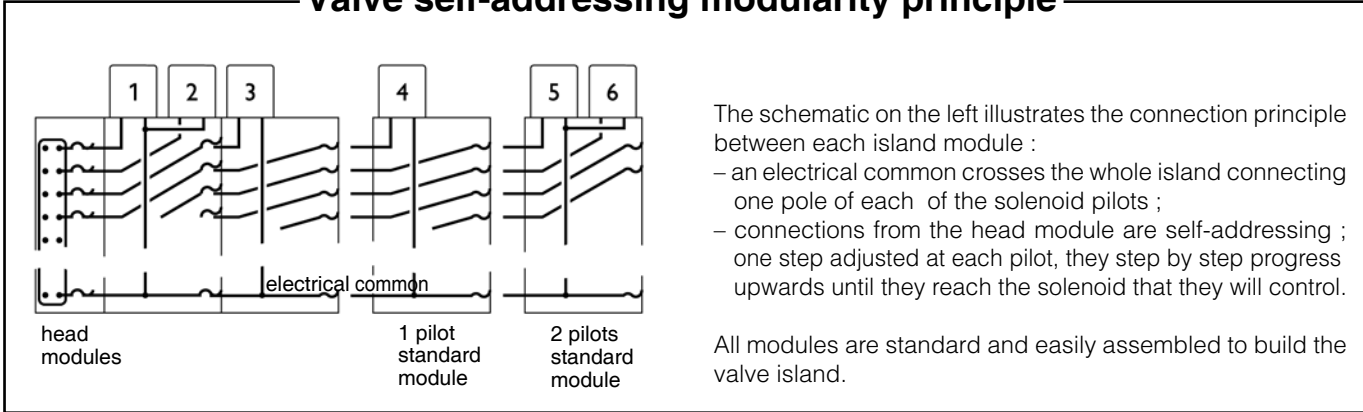 Valve self-addressing modularity principle
1 2 3 4 5 6
electrical common
head
modules
1 pilot
standard
module
2 pilots
standard
module
The schematic on the left illustrates the connection principle
between each island module :
– an electrical common crosses the whole island connecting
one pole of each of the solenoid pilots ;
– connections from the head module are self-addressing ;
one step adjusted at each pilot, they step by step progress
upwards until they reach the solenoid that they will control.
All modules are standard and easily assembled to build the
valve island.